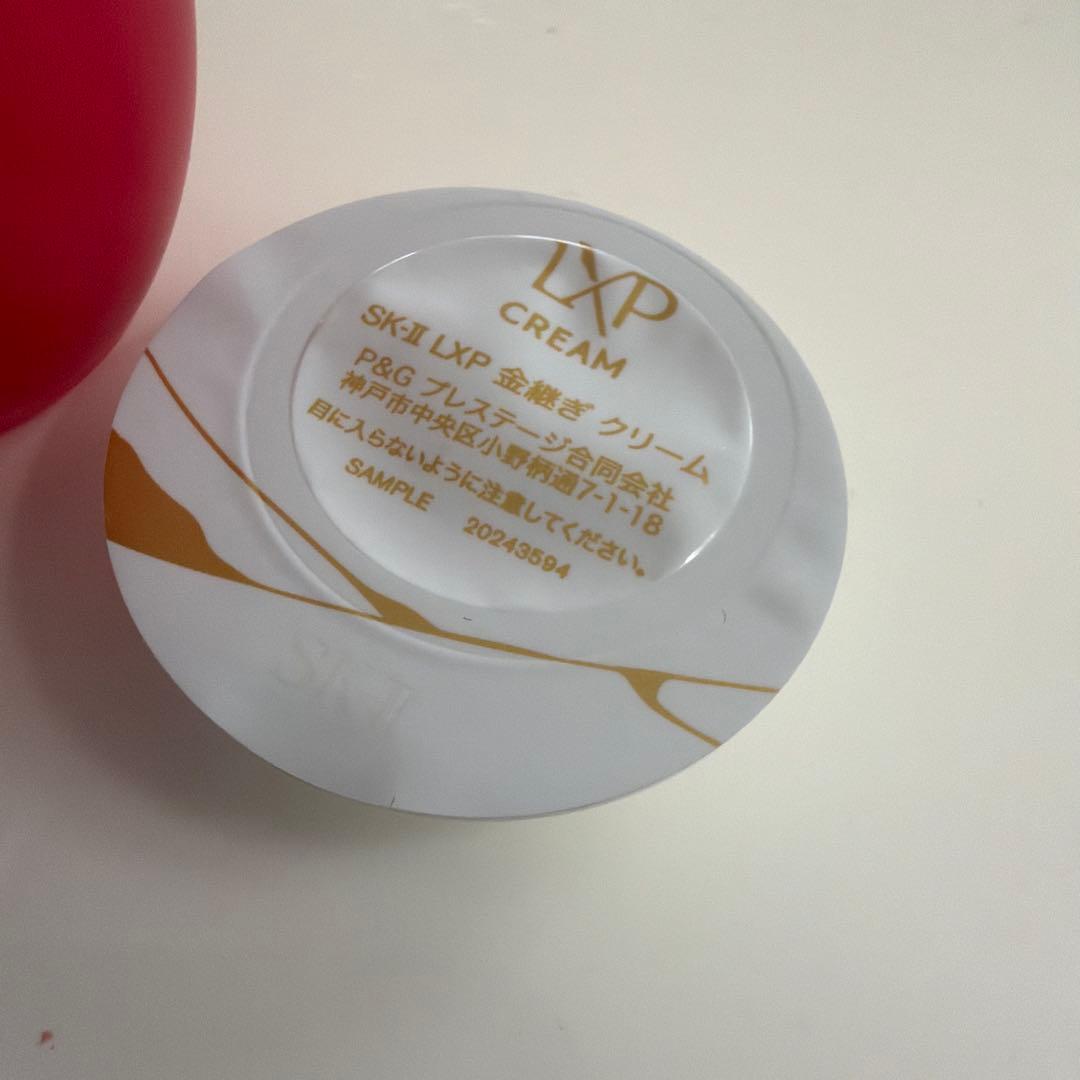 LXP
CREAM
SK-II LXP 金継ぎ クリーム
P&G プレステージ合同会社
神戸市中央区小野柄通7-1-18
目に入らないように注意してください。
SAMPLE 20243594
SK-II